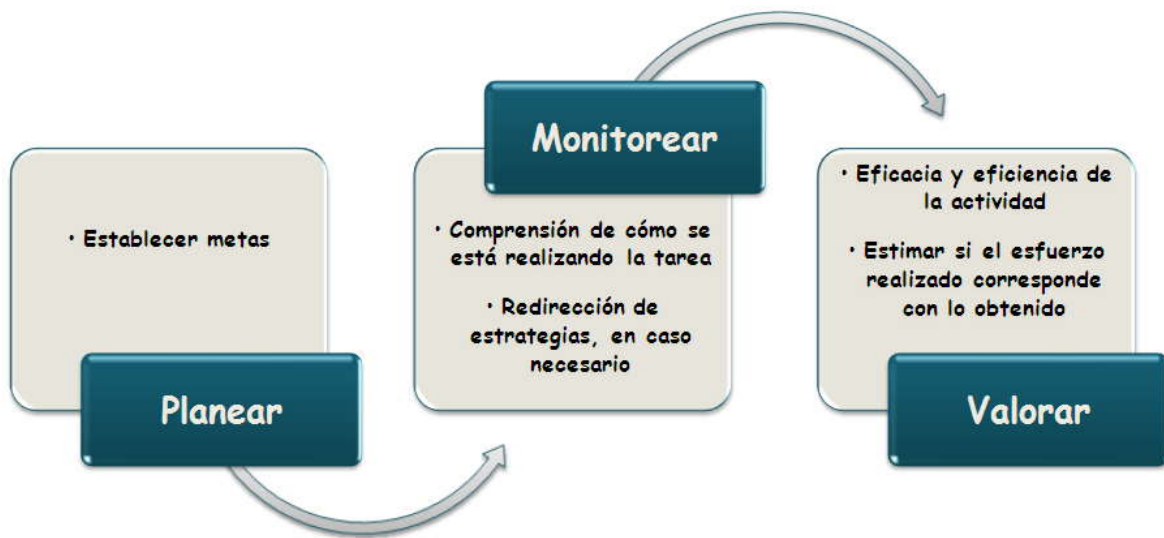 · Establecer metas
Planear
Monitorear
· Comprensión de cómo se
está realizando la tarea
· Redirección de
estrategias, en caso
necesario
· Eficacia y eficiencia de
la actividad
· Estimar si el esfuerzo
realizado corresponde
con lo obtenido
Valorar